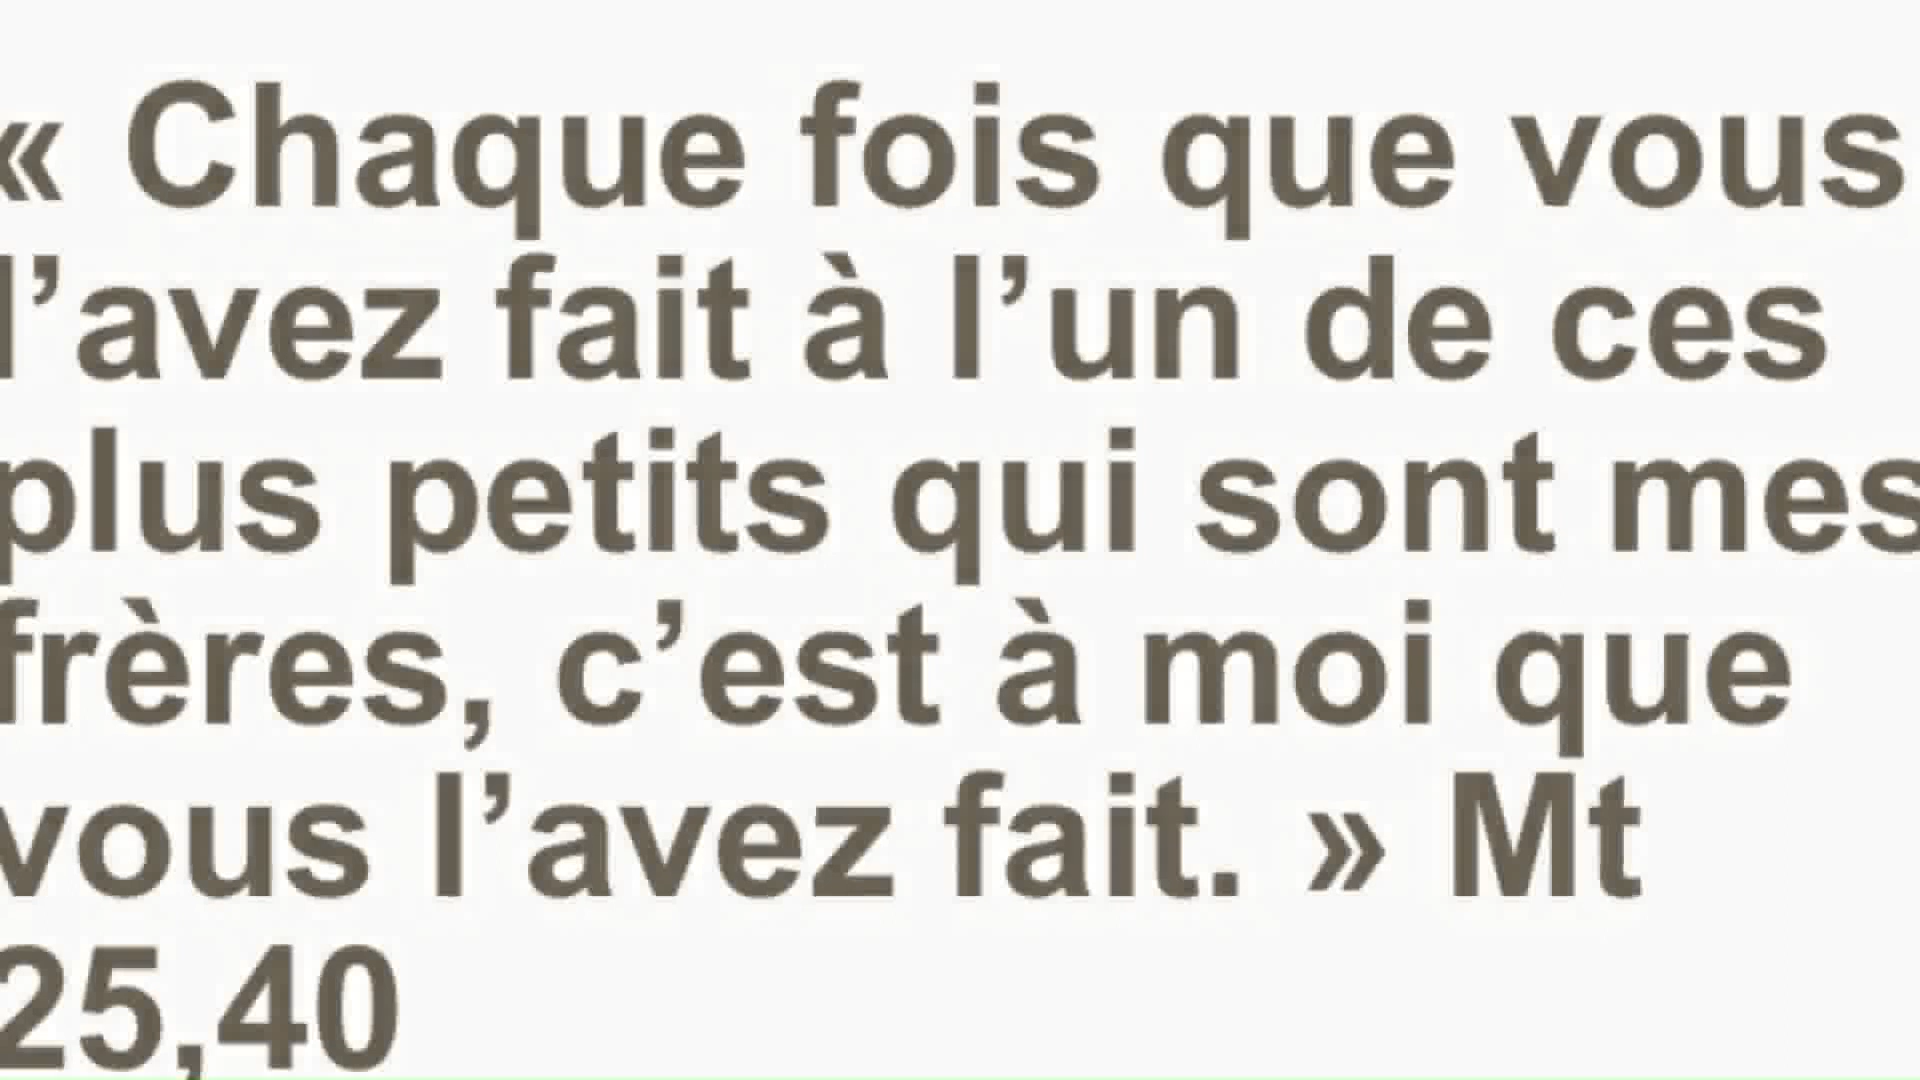 « Chaque fois que vous
l’avez fait à l’un de ces
plus petits qui sont mes
frères, c’est à moi que
vous l’avez fait. » Mt
25,40